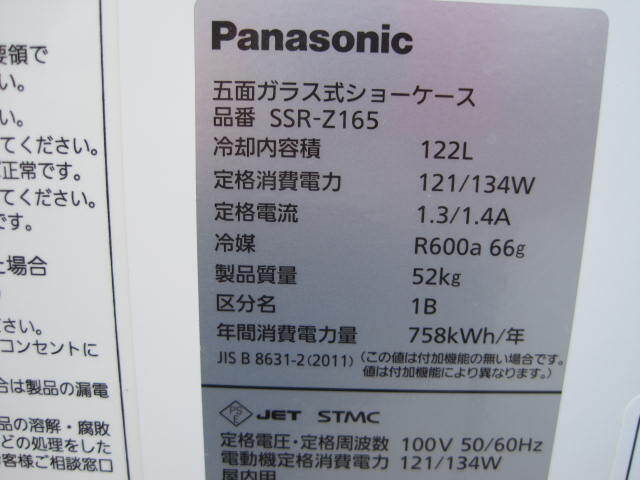 要領で
い。
い。
てください。
正常です。
てください。
です。
上場合
ださい。
コンセントに
合は製品の漏電
品の溶解・腐敗
どの処理をした
お客様ご相談窓口
Panasonic
五面ガラス式ショーケース
品番 SSR-Z165
冷却内容積 122L
定格消費電力 121/134W
定格電流 1.3/1.4A
冷媒 R600a 66g
製品質量 52kg
区分名 1B
年間消費電力量 758kWh/年
JIS B 8631-2(2011) (この値は付加機能の無い場合です。
値は付加機能により異なります。)
PSE JET STMC
定格電圧・定格周波数 100V 50/60Hz
電動機定格消費電力 121/134W
屋内用